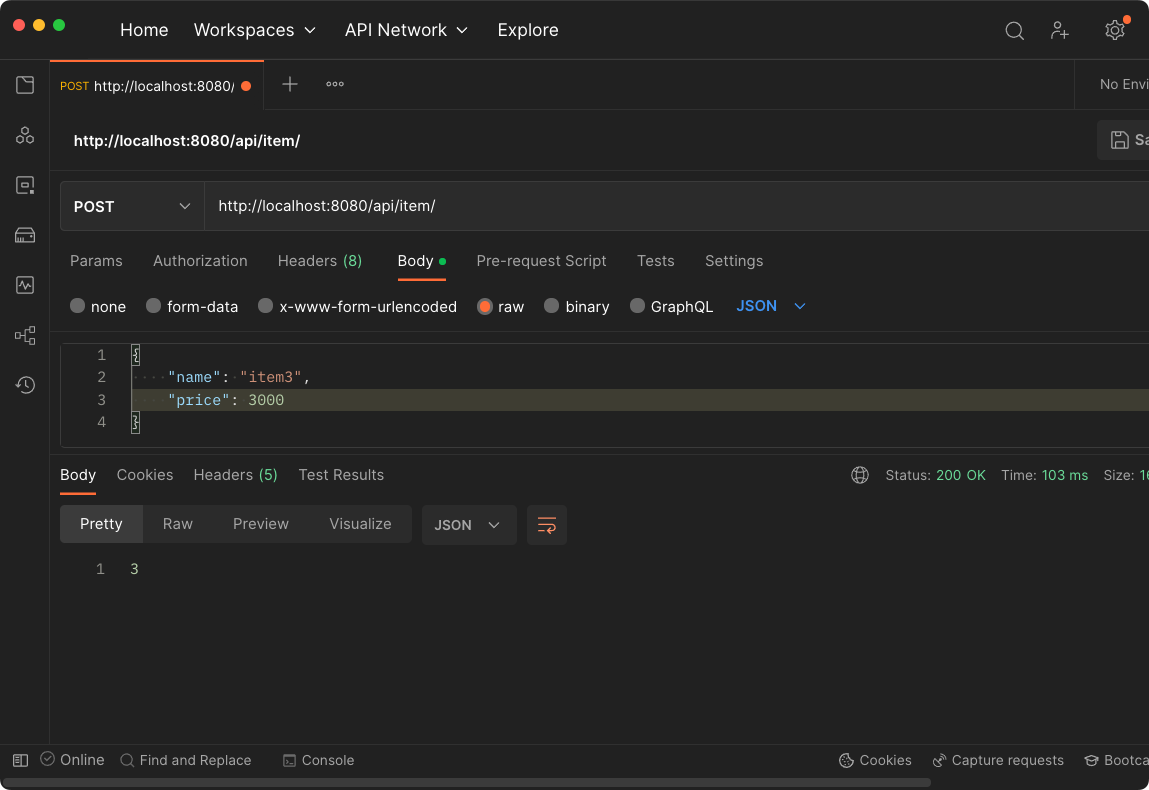 Home Workspaces API Network Explore
POST http://localhost:8080/ No Envi
http://localhost:8080/api/item/ Sa
POST http://localhost:8080/api/item/
Params Authorization Headers (8) Body Pre-request Script Tests Settings
none form-data x-www-form-urlencoded raw binary GraphQL JSON
1 {
2 "name": "item3",
3 "price": 3000
4 }
Body Cookies Headers (5) Test Results Status: 200 OK Time: 103 ms Size: 16
Pretty Raw Preview Visualize JSON
1 3
Online Find and Replace Console Cookies Capture requests Bootca